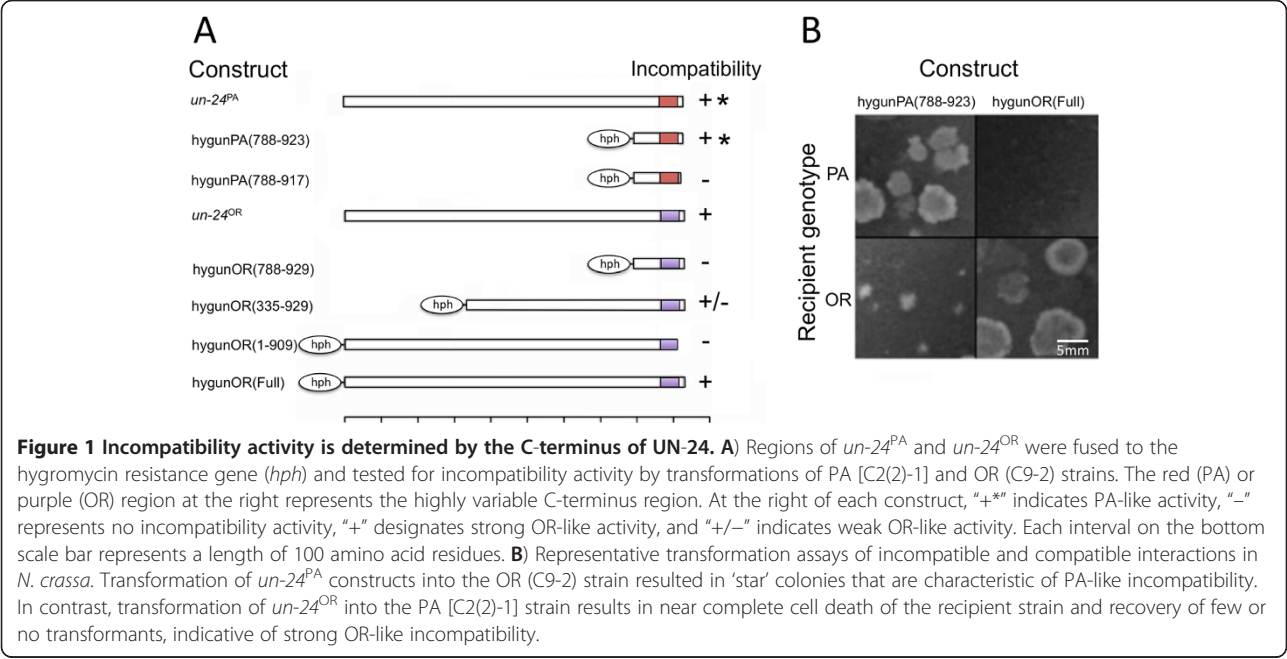 A
Construct
Incompatibility
un-24PA
+ *
hygunPA(788-923)
hph
+ *
hygunPA(788-917)
hph
-
un-24OR
+
hygunOR(788-929)
hph
-
hygunOR(335-929)
hph
+/-
hygunOR(1-909)
hph
-
hygunOR(Full)
hph
+
B
Construct
hygunPA(788-923) hygunOR(Full)
Recipient genotype
PA
OR
5mm
Figure 1 Incompatibility activity is determined by the C-terminus of UN-24. A) Regions of un-24PA and un-24OR were fused to the
hygromycin resistance gene (hph) and tested for incompatibility activity by transformations of PA [C2(2)-1] and OR (C9-2) strains. The red (PA) or
purple (OR) region at the right represents the highly variable C-terminus region. At the right of each construct, “+*” indicates PA-like activity, “–”
represents no incompatibility activity, “+” designates strong OR-like activity, and “+/−” indicates weak OR-like activity. Each interval on the bottom
scale bar represents a length of 100 amino acid residues. B) Representative transformation assays of incompatible and compatible interactions in
N. crassa. Transformation of un-24PA constructs into the OR (C9-2) strain resulted in ‘star’ colonies that are characteristic of PA-like incompatibility.
In contrast, transformation of un-24OR into the PA [C2(2)-1] strain results in near complete cell death of the recipient strain and recovery of few or
no transformants, indicative of strong OR-like incompatibility.